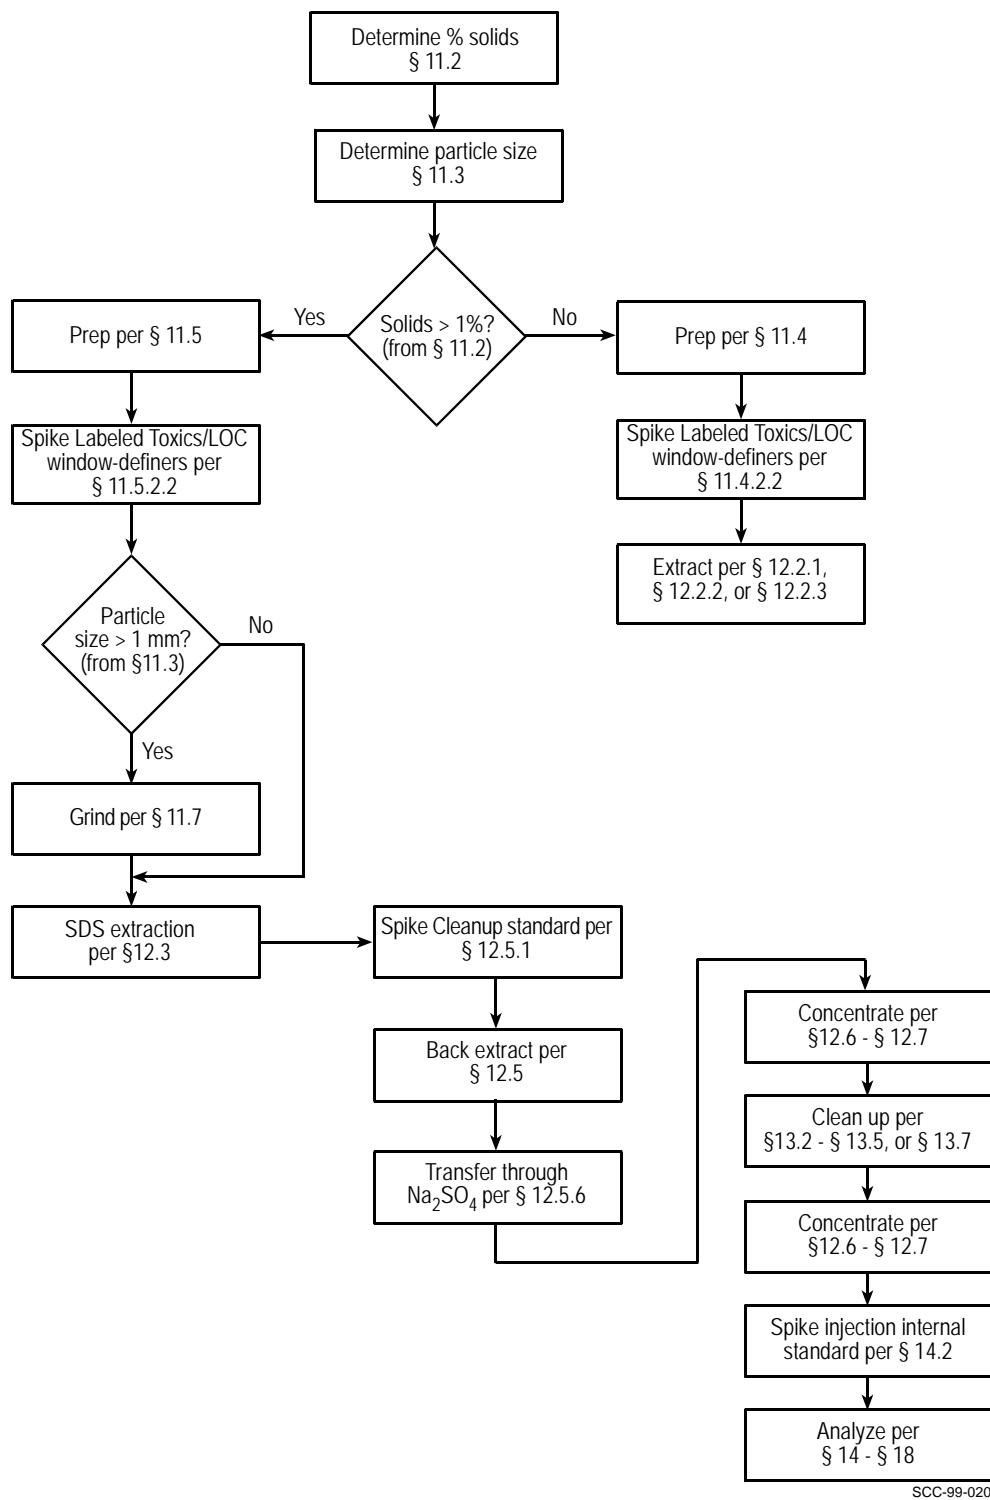 Determine % solids
§ 11.2
Determine particle size
§ 11.3
Solids > 1%?
(from § 11.2)
Yes
No
Prep per § 11.5
Prep per § 11.4
Spike Labeled Toxics/LOC
window-definers per
§ 11.5.2.2
Spike Labeled Toxics/LOC
window-definers per
§ 11.4.2.2
Extract per § 12.2.1,
§ 12.2.2, or § 12.2.3
Particle
size > 1 mm?
(from §11.3)
No
Yes
Grind per § 11.7
SDS extraction
per §12.3
Spike Cleanup standard per
§ 12.5.1
Back extract per
§ 12.5
Transfer through
Na₂SO₄ per § 12.5.6
Concentrate per
§12.6 - § 12.7
Clean up per
§13.2 - § 13.5, or § 13.7
Concentrate per
§12.6 - § 12.7
Spike injection internal
standard per § 14.2
Analyze per
§ 14 - § 18
SCC-99-020